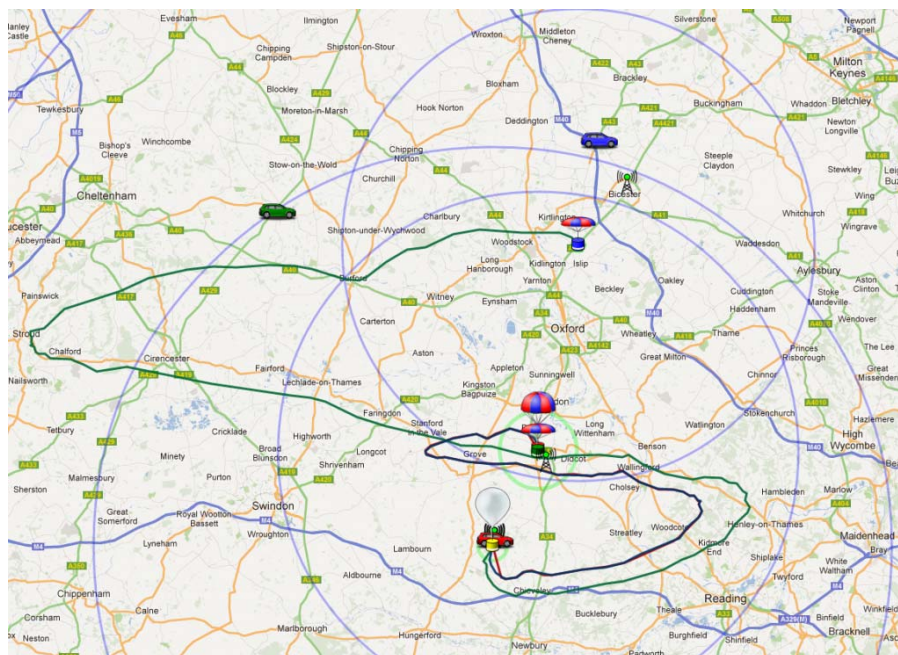 Evesham
Ilmington
Silverstone
Newport
Pagnell
Chipping
Campden
Shipston-on-Stour
Wroxton
Middleton
Cheney
Milton
Keynes
Bletchley
Brackley
Buckingham
Whaddon
Newton
Longville
Tewkesbury
Blockley
Moreton-in-Marsh
Bloxham
Hook Norton
Deddington
Bishop's
Cleeve
Winchcombe
Stow-on-the-Wold
Chipping
Norton
Churchill
Steeple
Claydon
Stewkley
Bicester
Wing
Cheltenham
Whitchurch
Wingrave
Charlbury
Kirtlington
Abbeymead
Shipton-under-Wychwood
Woodstock
Waddesdon
Long
Hanborough
Kidlington
Islip
Aylesbury
Yarnton
Beckley
Oakley
Cuddington
Haddenham
Stoke
Mandeville
Aston
Clinton
Wendover
Painswick
Burford
Witney
Eynsham
Stroud
Chalford
Carterton
Oxford
Wheatley
Thame
Great Milton
Princes
Risborough
The Lee
Great
Missenden
Nailsworth
Cirencester
Fairford
Lechlade-on-Thames
Aston
Appleton
Sunningwell
Kingston
Bagpuize
Chinnor
Stokenchurch
Tetbury
Cricklade
Highworth
Faringdon
Stanford
in the Vale
Long
Wittenham
Benson
Watlington
Hazlemere
High
Wycombe
Minety
Broad
Blunsdon
Longcot
Shrivenham
Grove
Didcot
Wallingford
Sherston
Malmesbury
Purton
Cholsey
Hambleden
Marlow
Great
Somerford
Royal Wootton
Bassett
Swindon
Wroughton
Streatley
Woodcote
Henley-on-Thames
Kidmore
End
Shiplake
Maidenhead
Bray
Lyneham
Lambourn
Aldbourne
White
Waltham
Twyford
Chippenham
Calne
Chieveley
Bucklebury
Theale
Reading
Corsham
Neston
Marlborough
Hungerford
Newbury
Burghfield
Shinfield
Padworth
Binfield
Winkfield
Bracknell